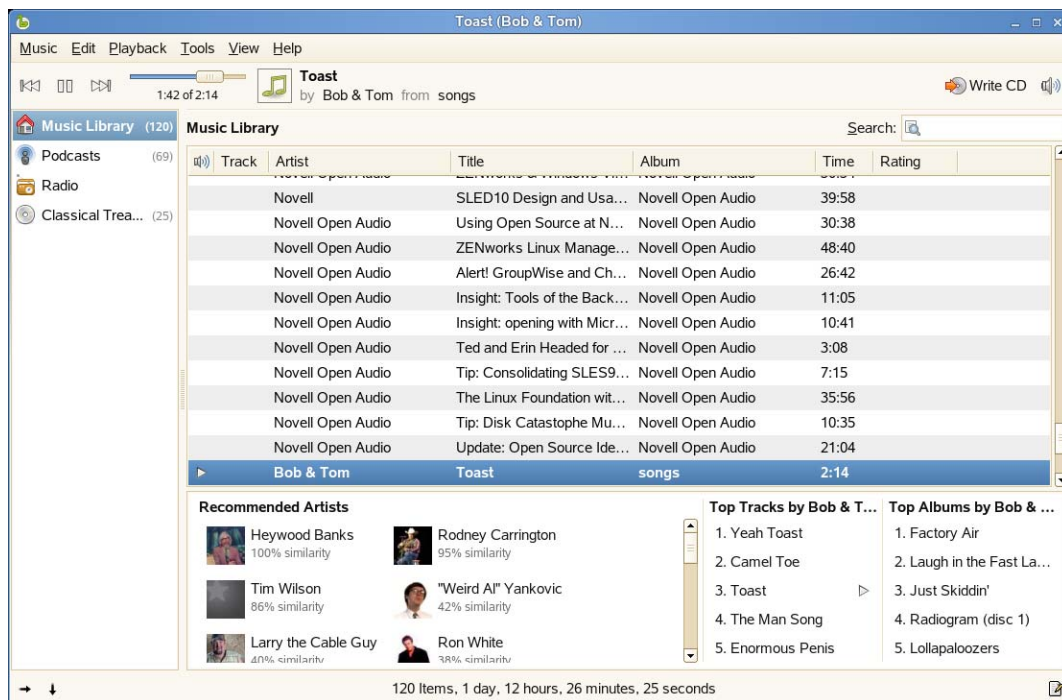 Toast (Bob & Tom)
Music Edit Playback Tools View Help
Toast
1:42 of 2:14 by Bob & Tom from songs
Write CD
Music Library (120)
Podcasts (69)
Radio
Classical Trea... (25)
Music Library
Search:
Track Artist Title Album Time Rating
Novell SLED10 Design and Usa... Novell Open Audio 39:58
Novell Open Audio Using Open Source at N... Novell Open Audio 30:38
Novell Open Audio ZENworks Linux Manage... Novell Open Audio 48:40
Novell Open Audio Alert! GroupWise and Ch... Novell Open Audio 26:42
Novell Open Audio Insight: Tools of the Back... Novell Open Audio 11:05
Novell Open Audio Insight: opening with Micr... Novell Open Audio 10:41
Novell Open Audio Ted and Erin Headed for ... Novell Open Audio 3:08
Novell Open Audio Tip: Consolidating SLES9... Novell Open Audio 7:15
Novell Open Audio The Linux Foundation wit... Novell Open Audio 35:56
Novell Open Audio Tip: Disk Catastophe Mu... Novell Open Audio 10:35
Novell Open Audio Update: Open Source Ide... Novell Open Audio 21:04
Bob & Tom Toast songs 2:14
Recommended Artists
Heywood Banks
100% similarity
Rodney Carrington
95% similarity
Tim Wilson
86% similarity
"Weird Al" Yankovic
42% similarity
Larry the Cable Guy
40% similarity
Ron White
38% similarity
Top Tracks by Bob & T...
1. Yeah Toast
2. Camel Toe
3. Toast
4. The Man Song
5. Enormous Penis
Top Albums by Bob & ...
1. Factory Air
2. Laugh in the Fast La...
3. Just Skiddin'
4. Radiogram (disc 1)
5. Lollapaloozers
120 Items, 1 day, 12 hours, 26 minutes, 25 seconds